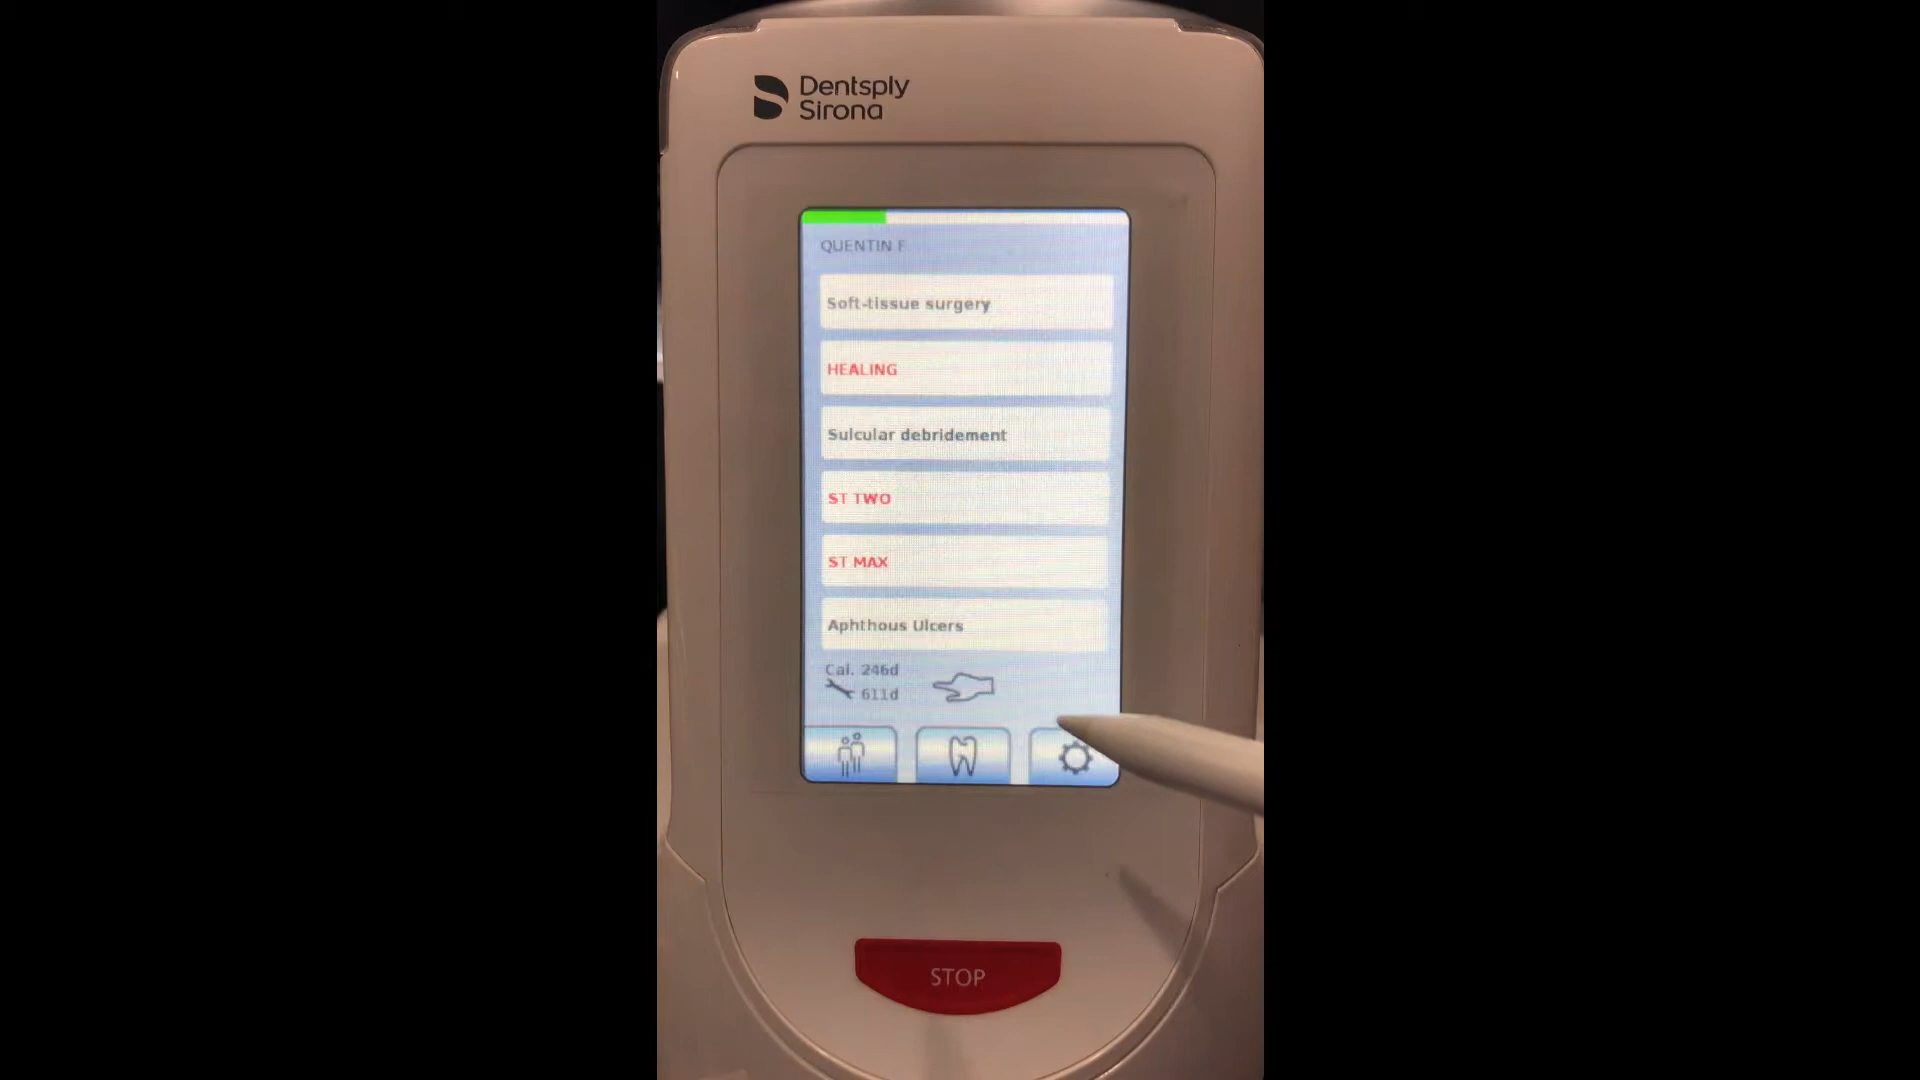 Dentsply
Sirona
QUENTIN F
Soft-tissue surgery
HEALING
Sulcular debridement
ST TWO
ST MAX
Aphthous Ulcers
Cal. 246d
611d
STOP